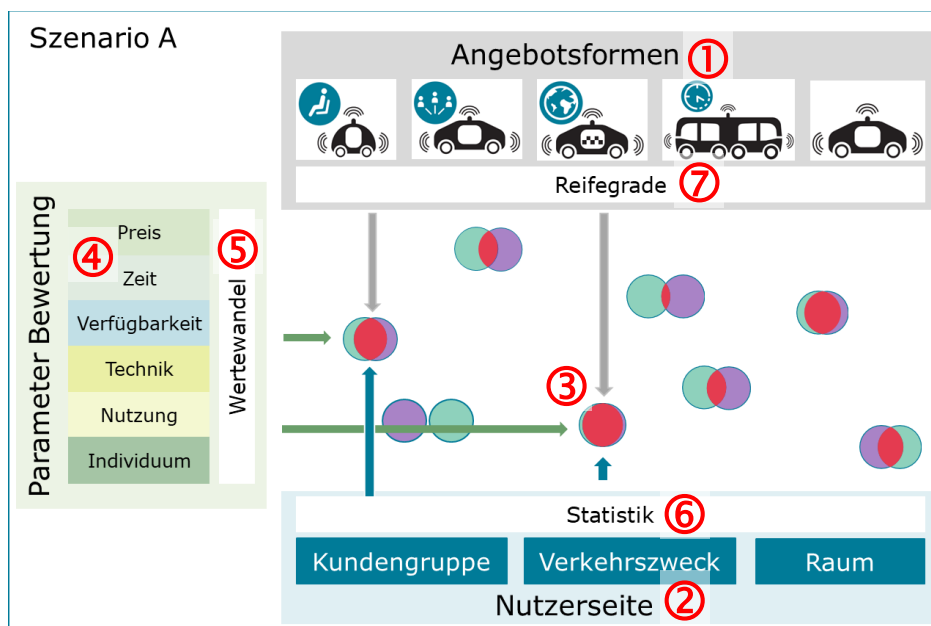 Szenario A
Angebotsformen ①
Reifegrade ⑦
Parameter Bewertung
④
Preis
Zeit
Verfügbarkeit
Technik
Nutzung
Individuum
⑤
Wertewandel
③
Statistik ⑥
Kundengruppe Verkehrszweck Raum
Nutzerseite ②